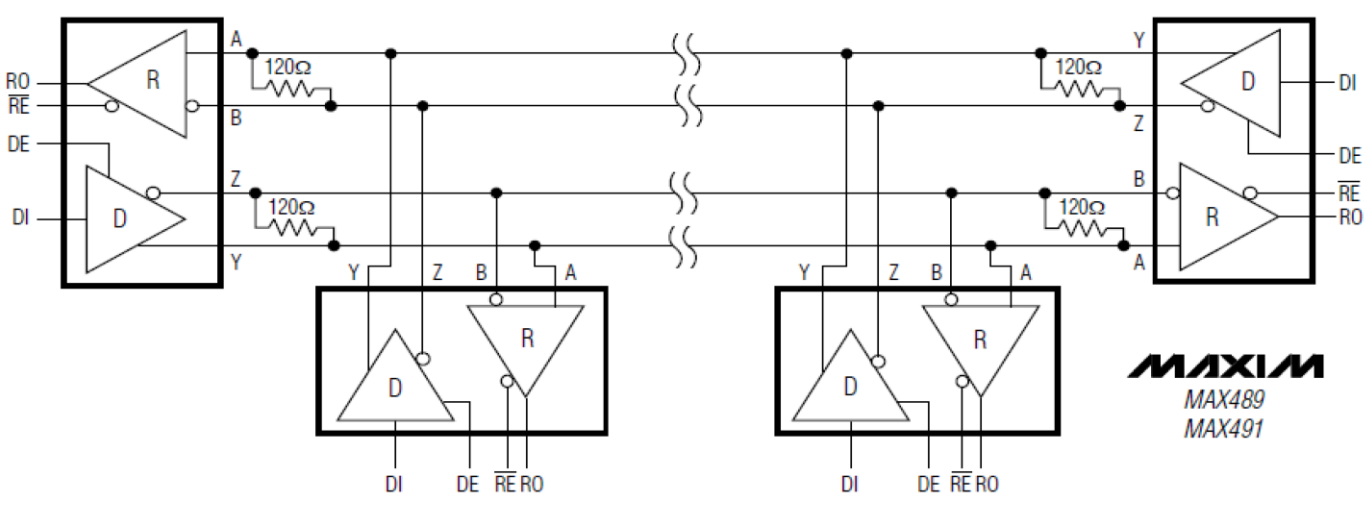 A
Y
120Ω
120Ω
RO
R
D
DI
RE
B
Z
DE
DE
Z
B
RE
120Ω
120Ω
DI
D
R
RO
Y
A
Y Z B A
Y Z B A
R
R
D
D
MAXIM
MAX489
MAX491
DI DE RE RO
DI DE RE RO